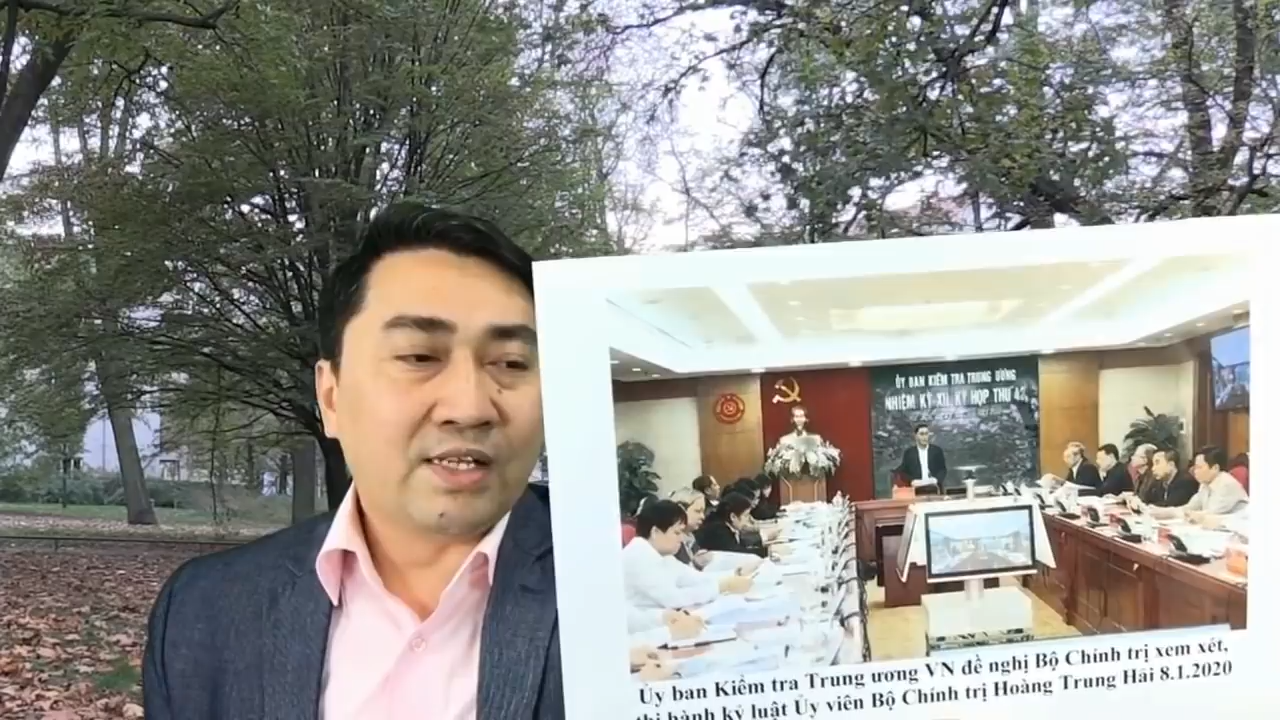 ỦY BAN KIỂM TRA TRUNG ƯƠNG
NHIỆM KỲ XII, KỲ HỌP THỨ
Ủy ban Kiểm tra Trung ương VN đề nghị Bộ Chính trị xem xét,
thi hành kỷ luật Ủy viên Bộ Chính trị Hoàng Trung Hải 8.1.2020